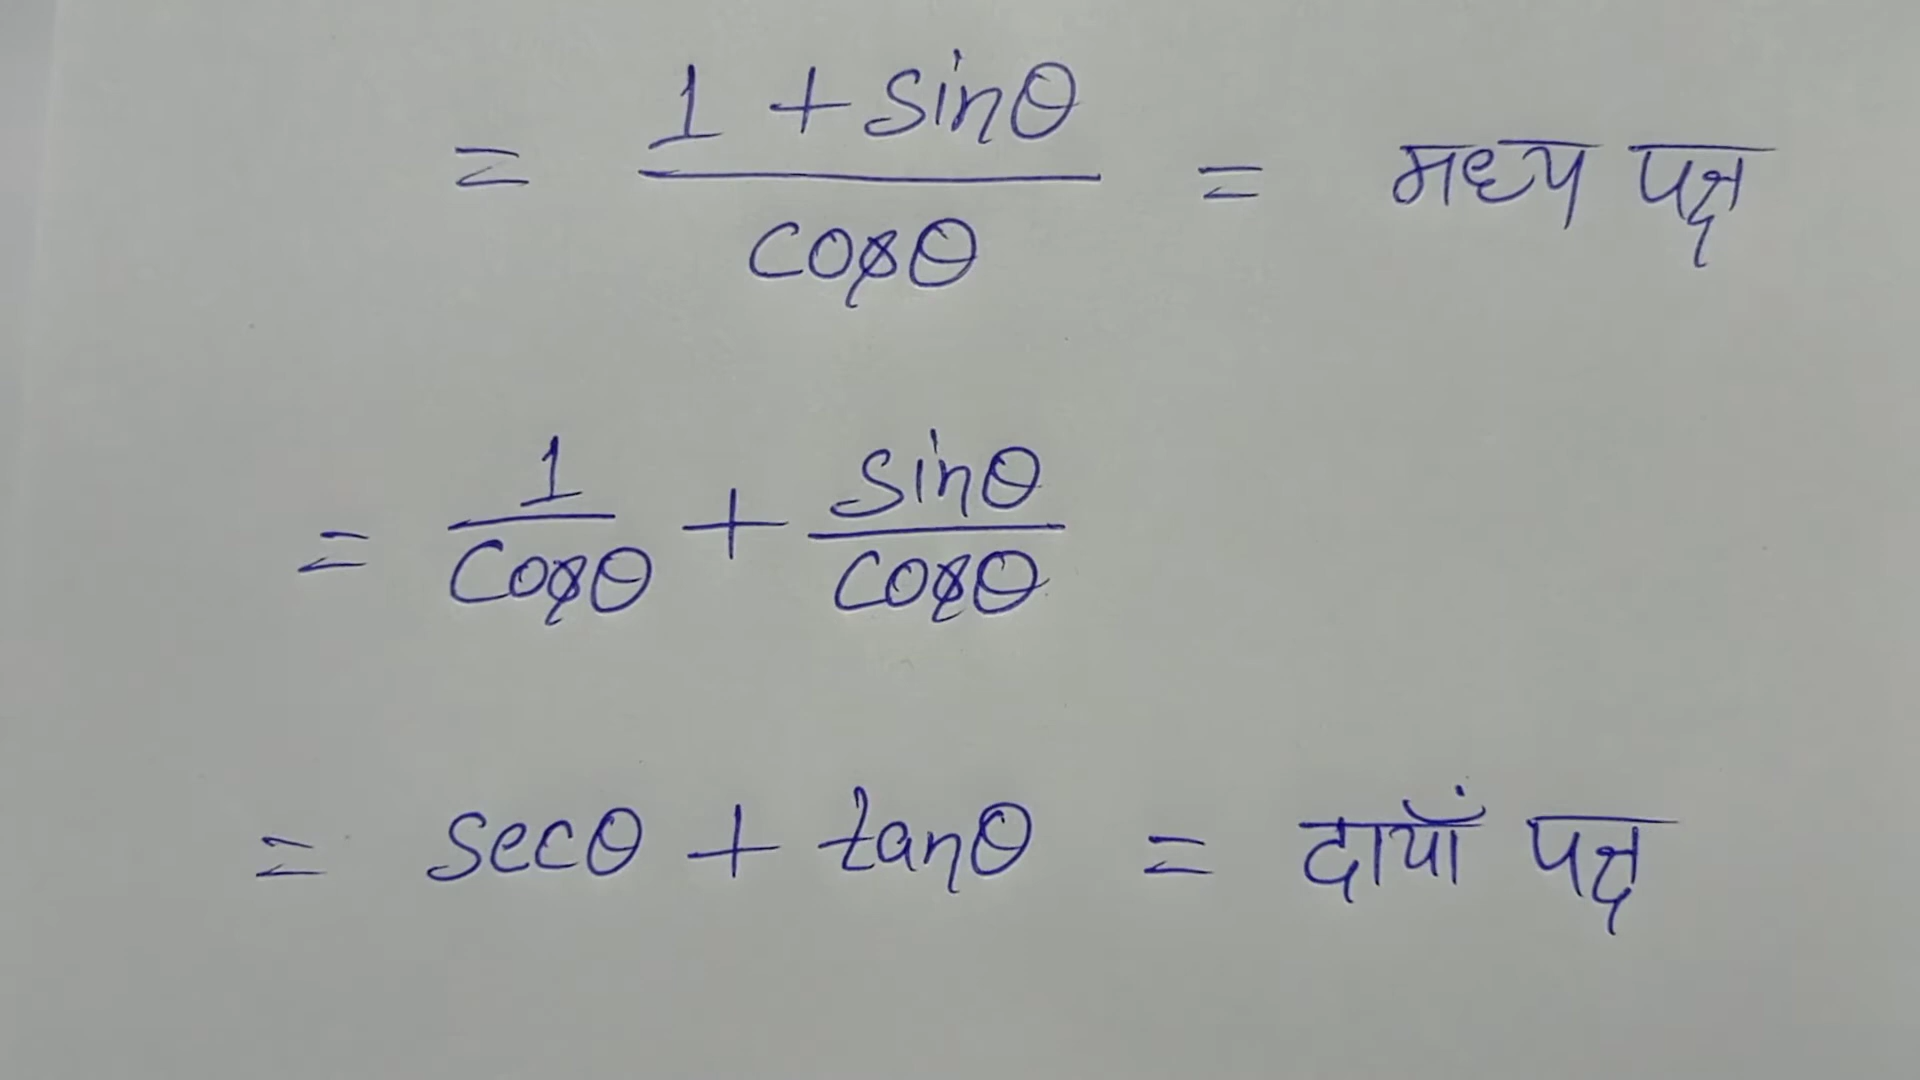 = (1 + sinθ)/cosθ = मध्य पक्ष
= 1/cosθ + sinθ/cosθ
= secθ + tanθ = दायाँ पक्ष